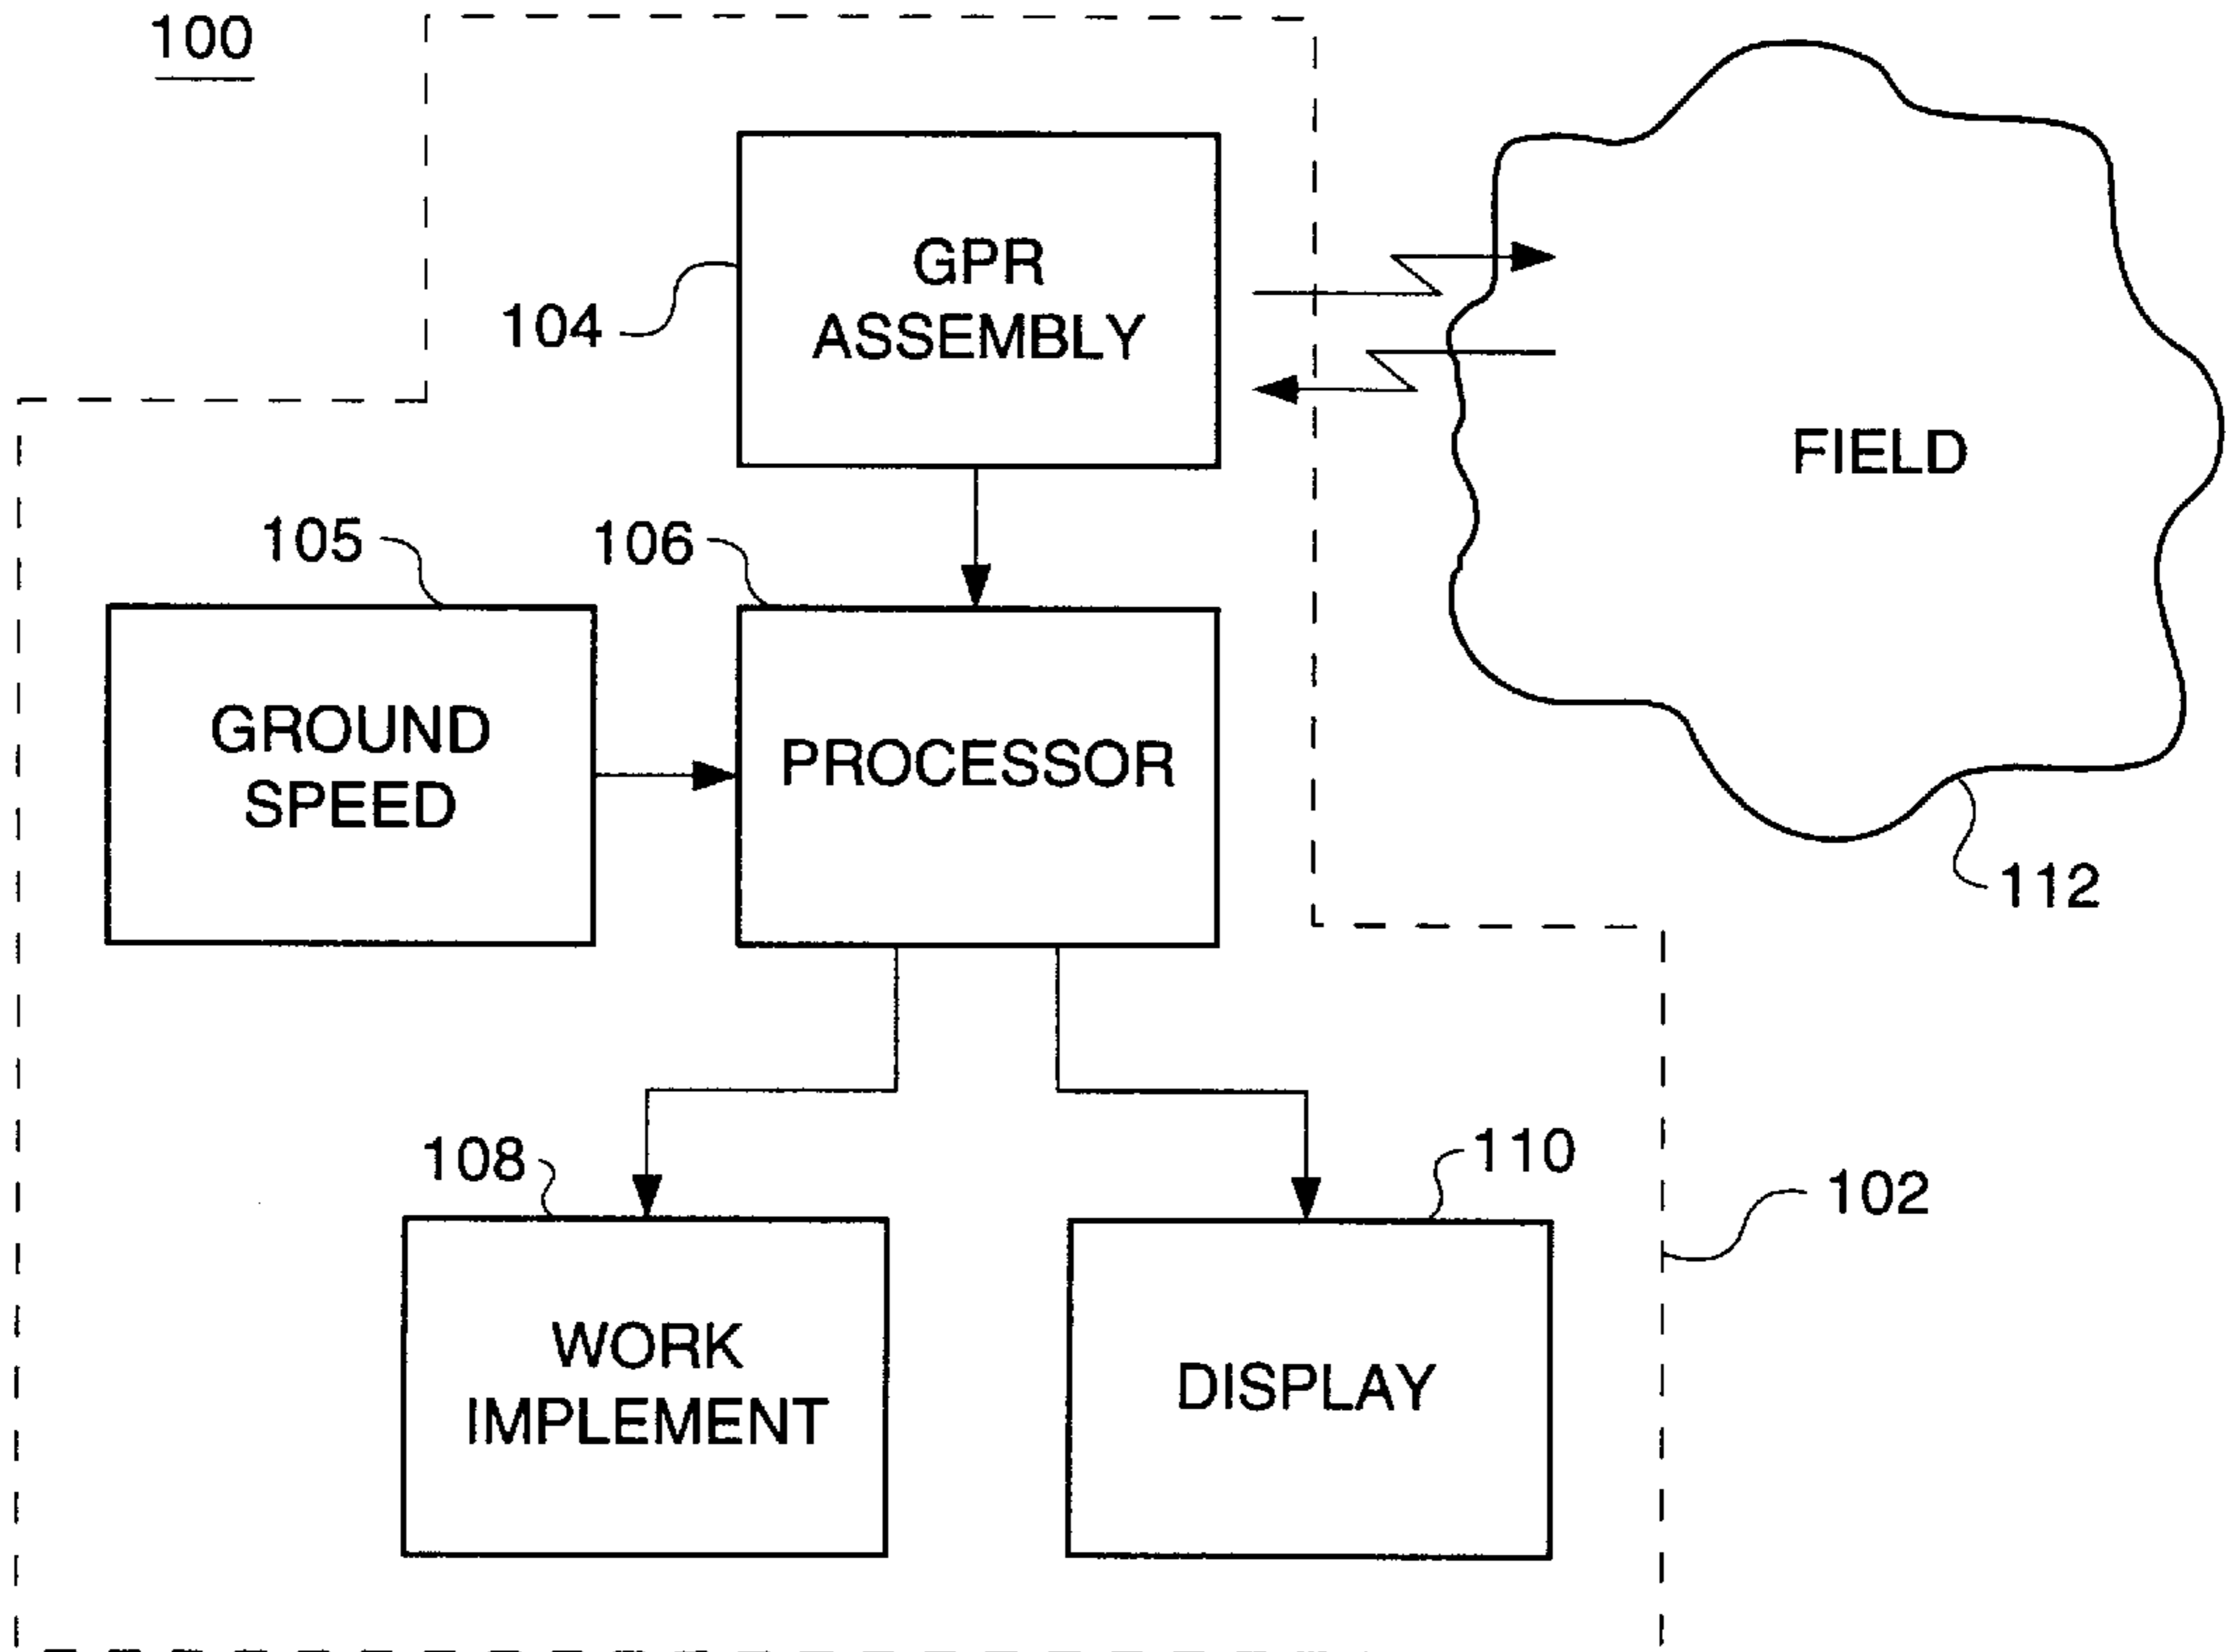 100
GPR
ASSEMBLY
104
FIELD
105
106
GROUND
SPEED
PROCESSOR
112
108
110
102
WORK
IMPLEMENT
DISPLAY